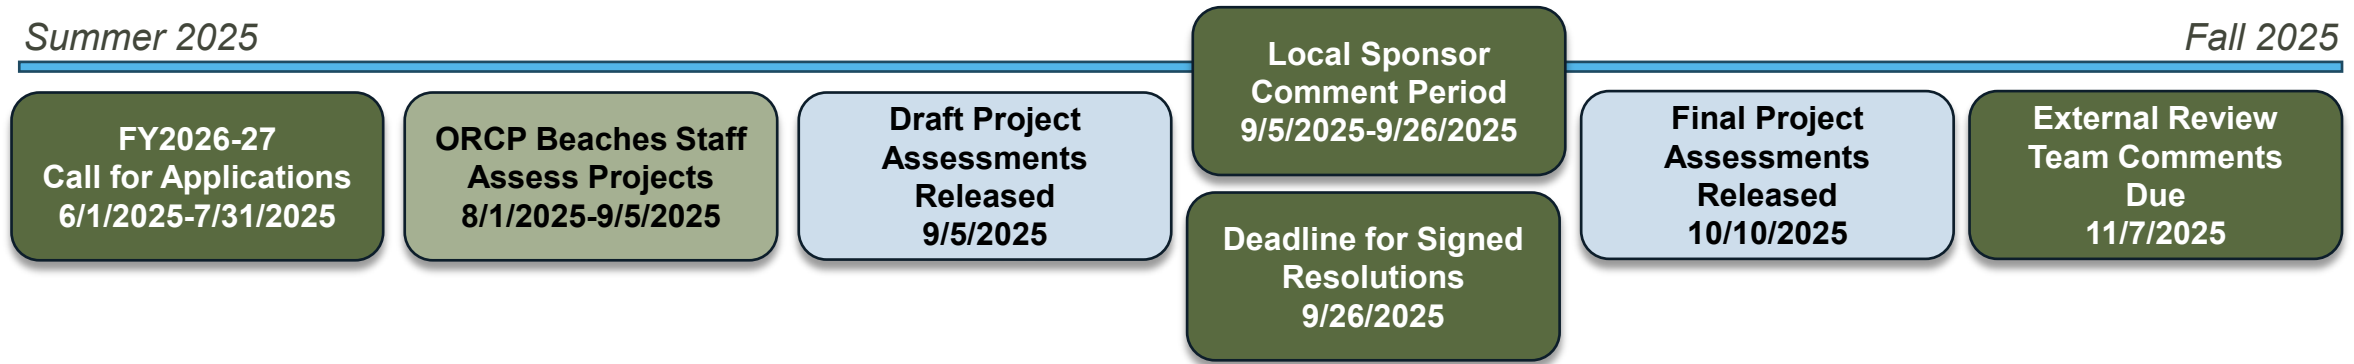 Summer 2025
Fall 2025
FY2026-27
Call for Applications
6/1/2025-7/31/2025
ORCP Beaches Staff
Assess Projects
8/1/2025-9/5/2025
Draft Project
Assessments
Released
9/5/2025
Local Sponsor
Comment Period
9/5/2025-9/26/2025
Deadline for Signed
Resolutions
9/26/2025
Final Project
Assessments
Released
10/10/2025
External Review
Team Comments
Due
11/7/2025